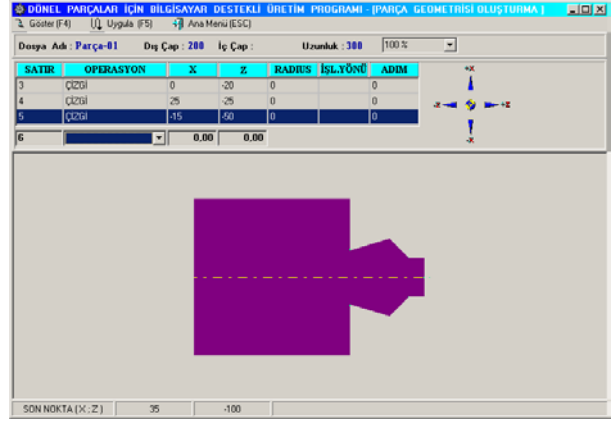 DÖNEL PARÇALAR İÇİN BİLGİSAYAR DESTEKLİ ÜRETİM PROGRAMI - [PARÇA GEOMETRİSİ OLUŞTURMA ]
Göster (F4) Uygula (F5) Ana Menü (ESC)
Dosya Adı : Parça-01 Dış Çap : 200 İç Çap : Uzunluk : 300 100 %
SATIR OPERASYON X Z RADIUS İŞL.YÖNÜ ADIM
3 ÇİZGİ 0 -20 0 0
4 ÇİZGİ 25 -25 0 0
5 ÇİZGİ -15 -50 0 0
6 0,00 0,00
+X
-Z +Z
-X
SON NOKTA ( X ; Z ) 35 -100